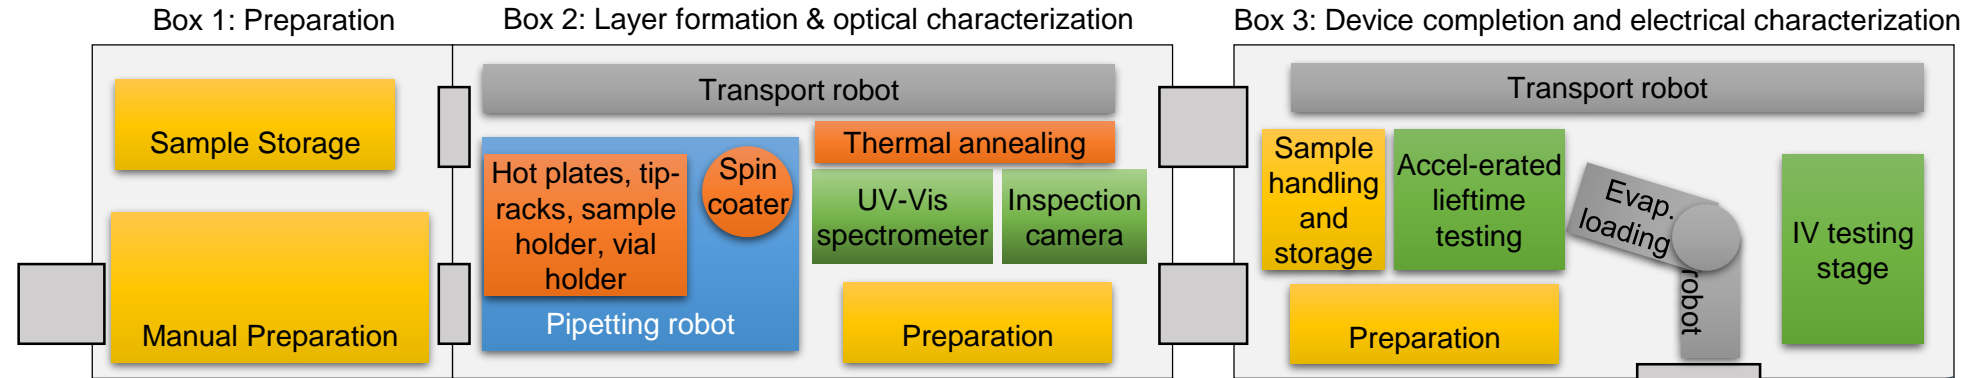 Box 1: Preparation
Box 2: Layer formation & optical characterization
Box 3: Device completion and electrical characterization
Sample Storage
Manual Preparation
Transport robot
Hot plates, tip-
racks, sample
holder, vial
holder
Spin
coater
Pipetting robot
Thermal annealing
UV-Vis
spectrometer
Inspection
camera
Preparation
Transport robot
Sample
handling
and
storage
Accel-erated
lieftime
testing
Evap.
loading
robot
IV testing
stage
Preparation